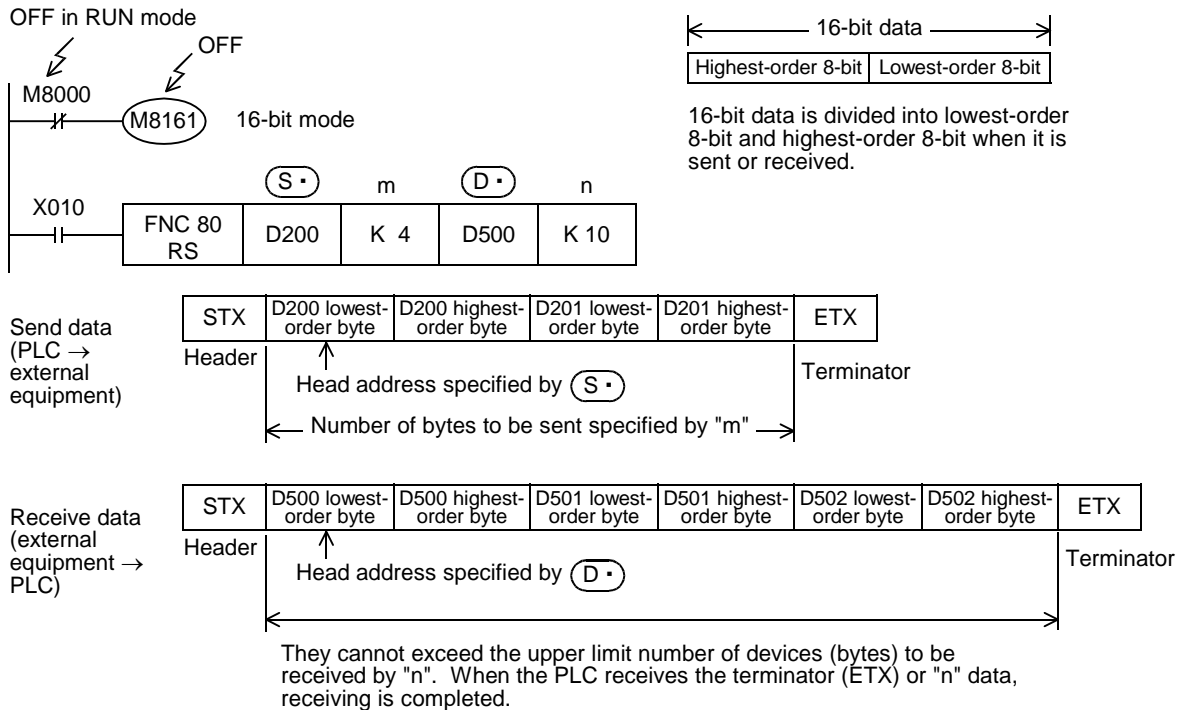 OFF in RUN mode
OFF
M8000
M8161
16-bit mode
S·
m
D·
n
X010
FNC 80
RS
D200
K 4
D500
K 10
16-bit data
Highest-order 8-bit
Lowest-order 8-bit
16-bit data is divided into lowest-order
8-bit and highest-order 8-bit when it is
sent or received.
Send data
(PLC →
external
equipment)
STX
D200 lowest-
order byte
D200 highest-
order byte
D201 lowest-
order byte
D201 highest-
order byte
ETX
Header
Terminator
Head address specified by S·
Number of bytes to be sent specified by "m"
Receive data
(external
equipment →
PLC)
STX
D500 lowest-
order byte
D500 highest-
order byte
D501 lowest-
order byte
D501 highest-
order byte
D502 lowest-
order byte
D502 highest-
order byte
ETX
Header
Terminator
Head address specified by D·
They cannot exceed the upper limit number of devices (bytes) to be
received by "n". When the PLC receives the terminator (ETX) or "n" data,
receiving is completed.